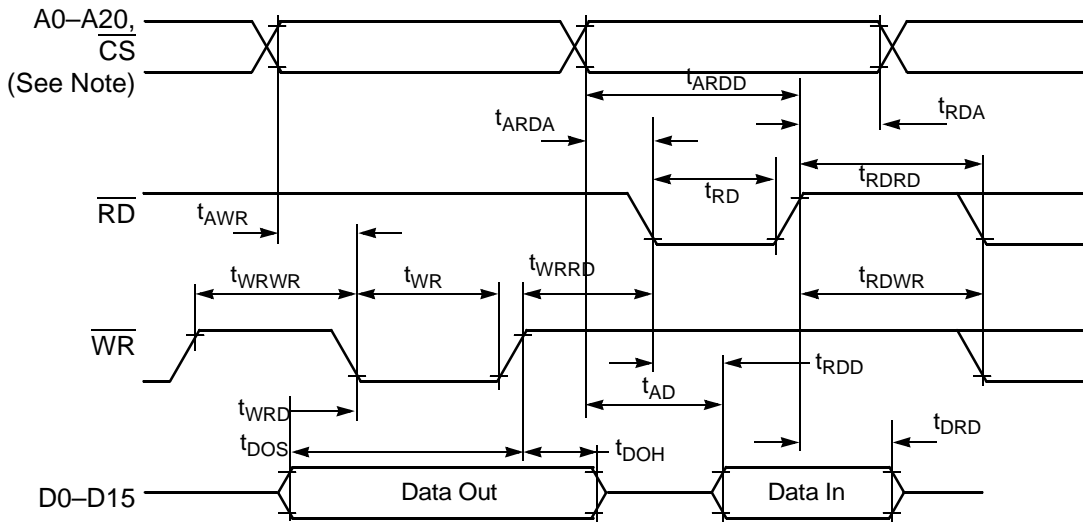 A0–A20,
CS
(See Note)
tARDD
tARDA
tRDA
tRD
tRDRD
RD
tAWR
tWRWR
tWR
tWRRD
tRDWR
WR
tRDD
tAD
tWRD
tDRD
tDOS
tDOH
D0–D15
Data Out
Data In